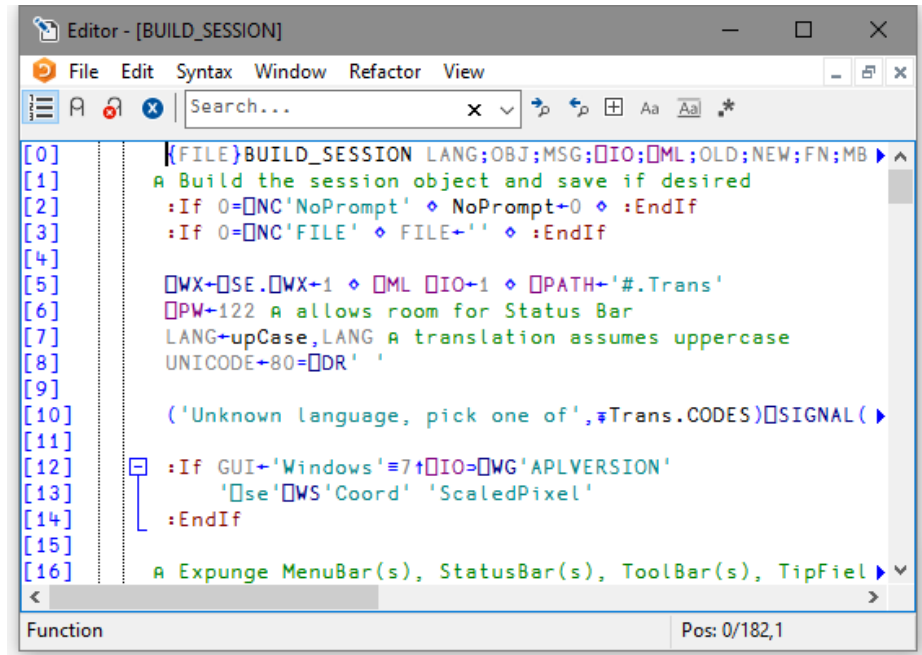 Editor - [BUILD_SESSION]
File Edit Syntax Window Refactor View
Search...
Aa Aa .*
[0] {FILE}BUILD_SESSION LANG;OBJ;MSG;⎕IO;⎕ML;OLD;NEW;FN;MB
[1] ⍝ Build the session object and save if desired
[2] :If 0=⎕NC'NoPrompt' ⋄ NoPrompt←0 ⋄ :EndIf
[3] :If 0=⎕NC'FILE' ⋄ FILE←'' ⋄ :EndIf
[4]
[5] ⎕WX←⎕SE.⎕WX←1 ⋄ ⎕ML ⎕IO←1 ⋄ ⎕PATH←'#.Trans'
[6] ⎕PW←122 ⍝ allows room for Status Bar
[7] LANG←upCase,LANG ⍝ translation assumes uppercase
[8] UNICODE←80=⎕DR' '
[9]
[10] ('Unknown language, pick one of',⍕Trans.CODES)⎕SIGNAL(
[11]
[12] :If GUI←'Windows'≡7↑⎕IO⊃⎕WG'APLVERSION'
[13] '⎕se'⎕WS'Coord' 'ScaledPixel'
[14] :EndIf
[15]
[16] ⍝ Expunge MenuBar(s), StatusBar(s), ToolBar(s), TipFiel
Function Pos: 0/182,1